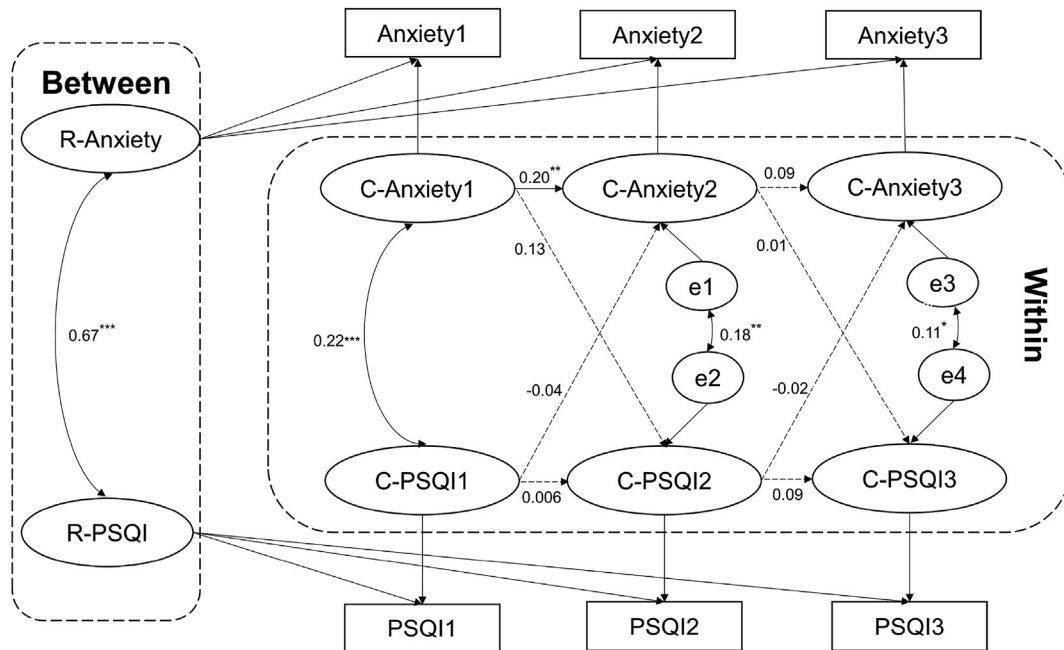 Anxiety1
Anxiety2
Anxiety3
Between
R-Anxiety
C-Anxiety1
0.20**
C-Anxiety2
0.09
C-Anxiety3
0.13
0.01
e1
e3
Within
0.67***
0.22***
0.18**
0.11*
e2
e4
-0.04
-0.02
C-PSQI1
0.006
C-PSQI2
0.09
C-PSQI3
R-PSQI
PSQI1
PSQI2
PSQI3